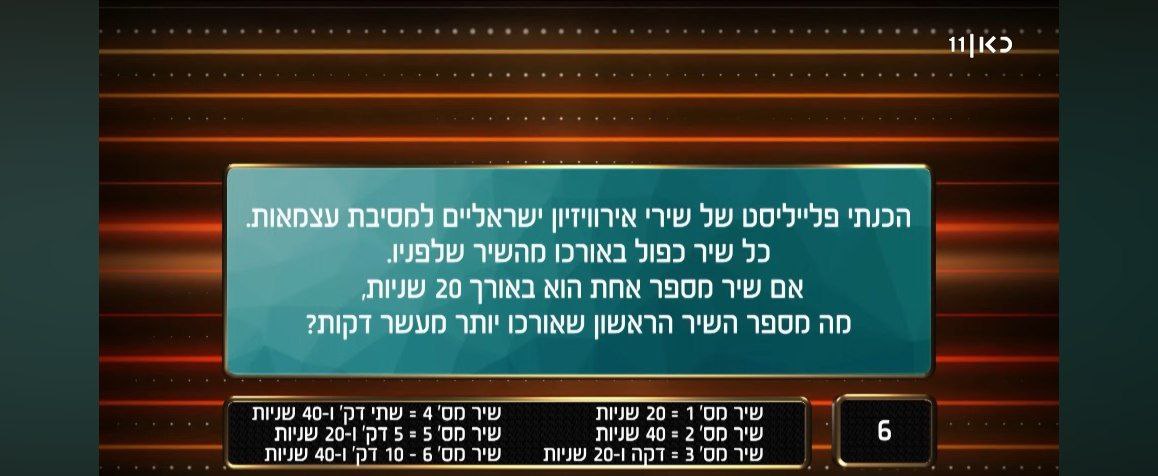 כאן|11
הכנתי פלייליסט של שירי אירוויזיון ישראליים למסיבת עצמאות.
כל שיר כפול באורכו מהשיר שלפניו.
אם שיר מספר אחת הוא באורך 20 שניות,
מה מספר השיר הראשון שאורכו יותר מעשר דקות?
6
שיר מס' 1 = 20 שניות
שיר מס' 2 = 40 שניות
שיר מס' 3 = דקה ו-20 שניות
שיר מס' 4 = שתי דק' ו-40 שניות
שיר מס' 5 = 5 דק' ו-20 שניות
שיר מס' 6 - 10 דק' ו-40 שניות